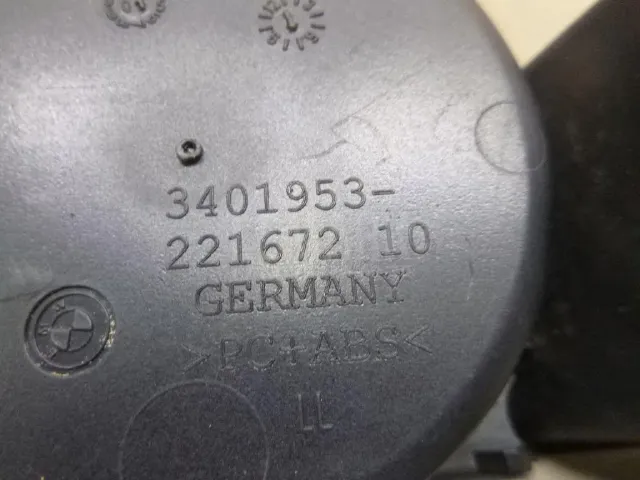 3401953-
221672 10
GERMANY
>PC+ABS<